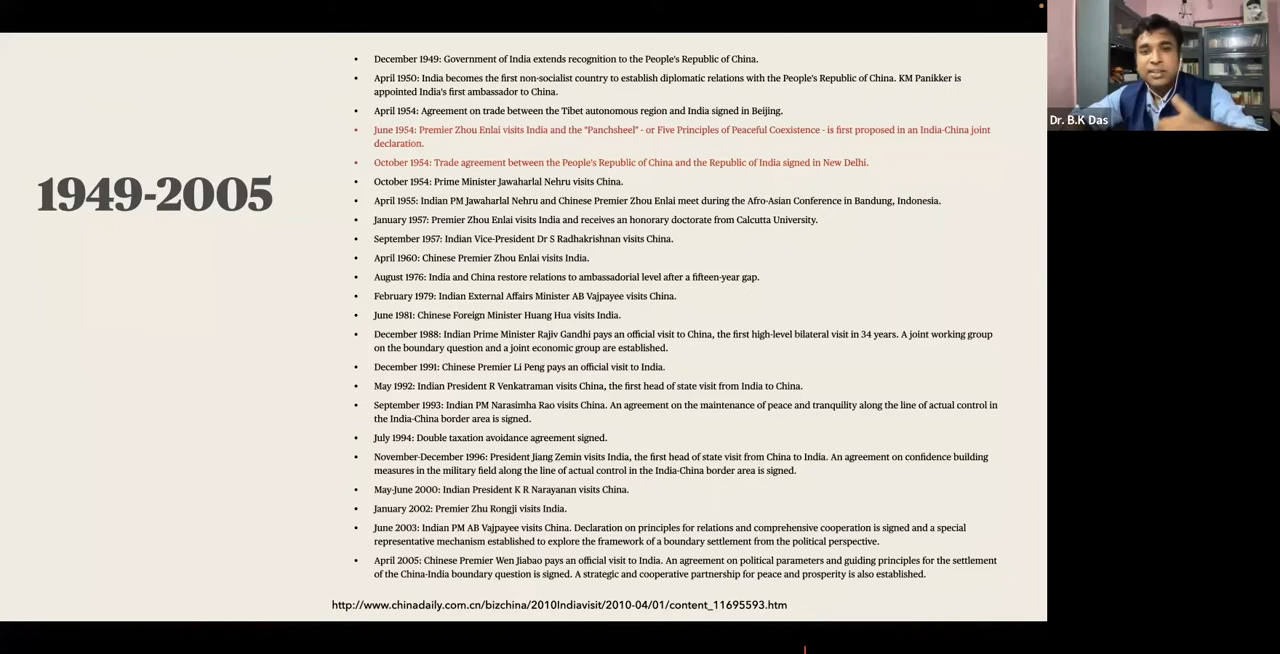 1949-2005
• December 1949: Government of India extends recognition to the People's Republic of China.
• April 1950: India becomes the first non-socialist country to establish diplomatic relations with the People's Republic of China. KM Panikker is
appointed India's first ambassador to China.
• April 1954: Agreement on trade between the Tibet autonomous region and India signed in Beijing.
• June 1954: Premier Zhou Enlai visits India and the "Panchsheel" - or Five Principles of Peaceful Coexistence - is first proposed in an India-China joint
declaration.
• October 1954: Trade agreement between the People's Republic of China and the Republic of India signed in New Delhi.
• October 1954: Prime Minister Jawaharlal Nehru visits China.
• April 1955: Indian PM Jawaharlal Nehru and Chinese Premier Zhou Enlai meet during the Afro-Asian Conference in Bandung, Indonesia.
• January 1957: Premier Zhou Enlai visits India and receives an honorary doctorate from Calcutta University.
• September 1957: Indian Vice-President Dr S Radhakrishnan visits China.
• April 1960: Chinese Premier Zhou Enlai visits India.
• August 1976: India and China restore relations to ambassadorial level after a fifteen-year gap.
• February 1979: Indian External Affairs Minister AB Vajpayee visits China.
• June 1981: Chinese Foreign Minister Huang Hua visits India.
• December 1988: Indian Prime Minister Rajiv Gandhi pays an official visit to China, the first high-level bilateral visit in 34 years. A joint working group
on the boundary question and a joint economic group are established.
• December 1991: Chinese Premier Li Peng pays an official visit to India.
• May 1992: Indian President R Venkatraman visits China, the first head of state visit from India to China.
• September 1993: Indian PM Narasimha Rao visits China. An agreement on the maintenance of peace and tranquility along the line of actual control in
the India-China border area is signed.
• July 1994: Double taxation avoidance agreement signed.
• November-December 1996: President Jiang Zemin visits India, the first head of state visit from China to India. An agreement on confidence building
measures in the military field along the line of actual control in the India-China border area is signed.
• May-June 2000: Indian President K R Narayanan visits China.
• January 2002: Premier Zhu Rongji visits India.
• June 2003: Indian PM AB Vajpayee visits China. Declaration on principles for relations and comprehensive cooperation is signed and a special
representative mechanism established to explore the framework of a boundary settlement from the political perspective.
• April 2005: Chinese Premier Wen Jiabao pays an official visit to India. An agreement on political parameters and guiding principles for the settlement
of the China-India boundary question is signed. A strategic and cooperative partnership for peace and prosperity is also established.
http://www.chinadaily.com.cn/bizchina/2010Indiavisit/2010-04/01/content_11695593.htm
Dr. B.K Das